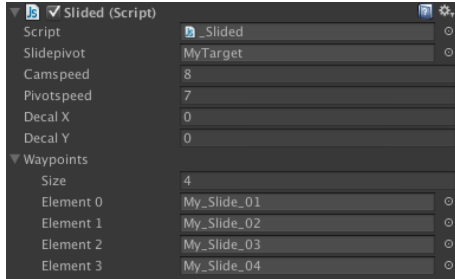 Slided (Script)
Script _Slided
Slidepivot MyTarget
Camspeed 8
Pivotspeed 7
Decal X 0
Decal Y 0
Waypoints
Size 4
Element 0 My_Slide_01
Element 1 My_Slide_02
Element 2 My_Slide_03
Element 3 My_Slide_04